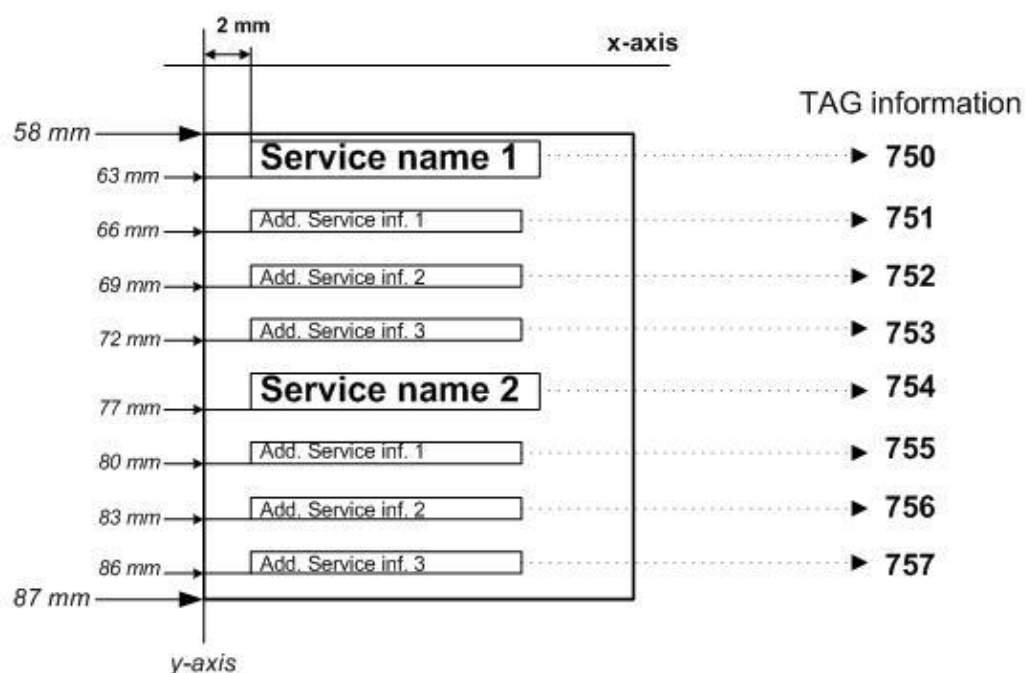 2 mm
x-axis
TAG information
58 mm
Service name 1
750
63 mm
Add. Service inf. 1
751
66 mm
Add. Service inf. 2
752
69 mm
Add. Service inf. 3
753
72 mm
Service name 2
754
77 mm
Add. Service inf. 1
755
80 mm
Add. Service inf. 2
756
83 mm
Add. Service inf. 3
757
86 mm
87 mm
y-axis